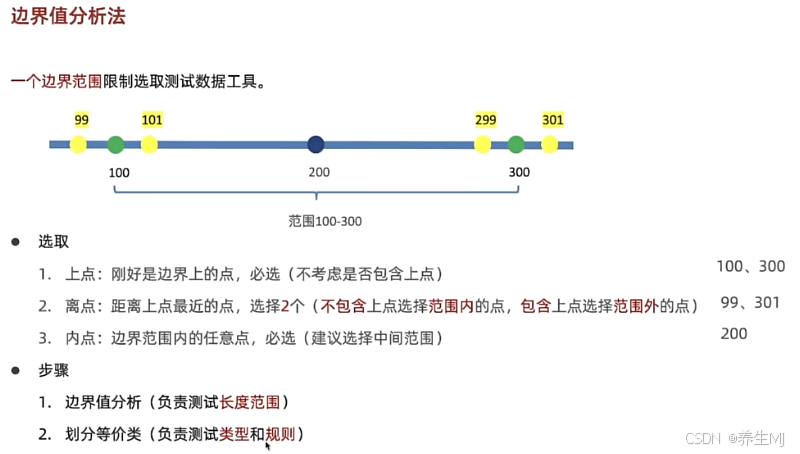 边界值分析法
一个边界范围限制选取测试数据工具。
99 101 299 301
100 200 300
范围100-300
● 选取
1. 上点：刚好是边界上的点，必选（不考虑是否包含上点） 100、300
2. 离点：距离上点最近的点，选择2个（不包含上点选择范围内的点，包含上点选择范围外的点） 99、301
3. 内点：边界范围内的任意点，必选（建议选择中间范围） 200
● 步骤
1. 边界值分析（负责测试长度范围）
2. 划分等价类（负责测试类型和规则）
CSDN @养生MJ